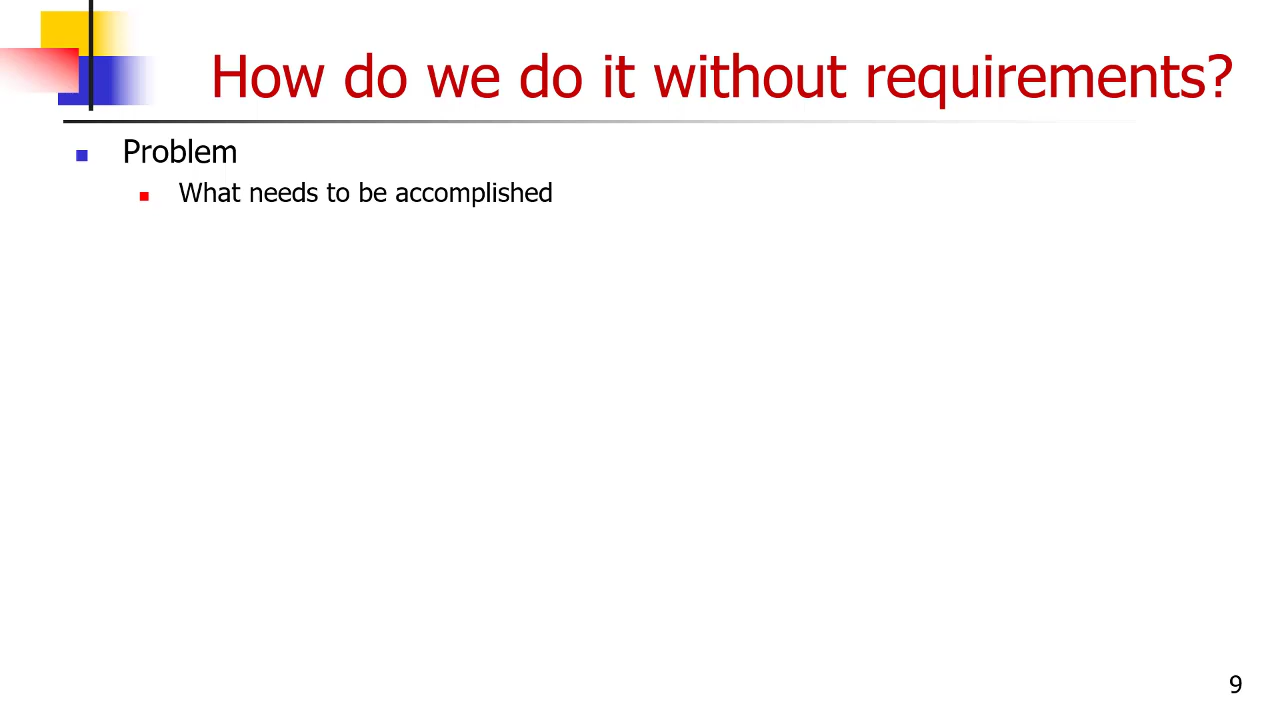 How do we do it without requirements?
Problem
What needs to be accomplished
9